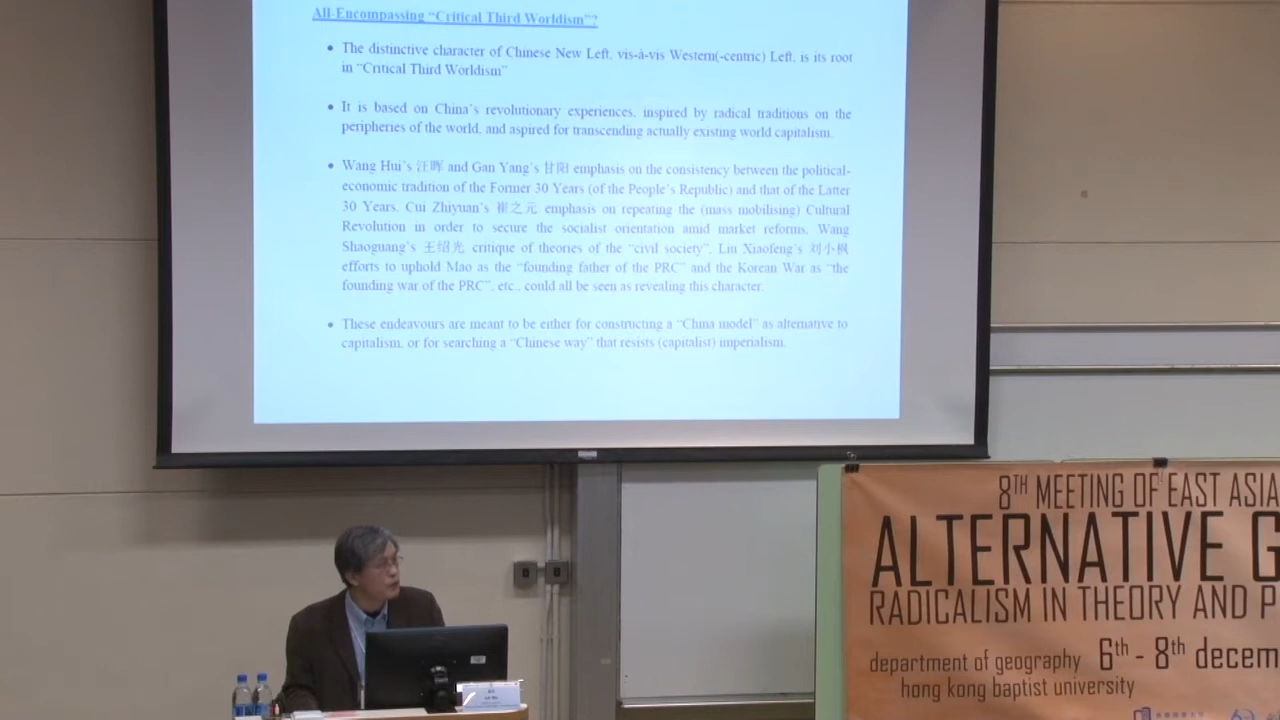 All-Encompassing “Critical Third Worldism”?
• The distinctive character of Chinese New Left, vis-à-vis Western(-centric) Left, is its root
in “Critical Third Worldism”
• It is based on China’s revolutionary experiences, inspired by radical traditions on the
peripheries of the world, and aspired for transcending actually existing world capitalism.
• Wang Hui’s 汪晖 and Gan Yang’s 甘阳 emphasis on the consistency between the political-
economic tradition of the Former 30 Years (of the People’s Republic) and that of the Latter
30 Years, Cui Zhiyuan’s 崔之元 emphasis on repeating the (mass mobilising) Cultural
Revolution in order to secure the socialist orientation amid market reforms, Wang
Shaoguang’s 王绍光 critique of theories of the “civil society”, Liu Xiaofeng’s 刘小枫
efforts to uphold Mao as the “founding father of the PRC” and the Korean War as “the
founding war of the PRC”, etc., could all be seen as revealing this character.
• These endeavours are meant to be either for constructing a “China model” as alternative to
capitalism, or for searching a “Chinese way” that resists (capitalist) imperialism.
8TH MEETING OF EAST ASIA
ALTERNATIVE G
RADICALISM IN THEORY AND P
department of geography 6th - 8th decem
hong kong baptist university